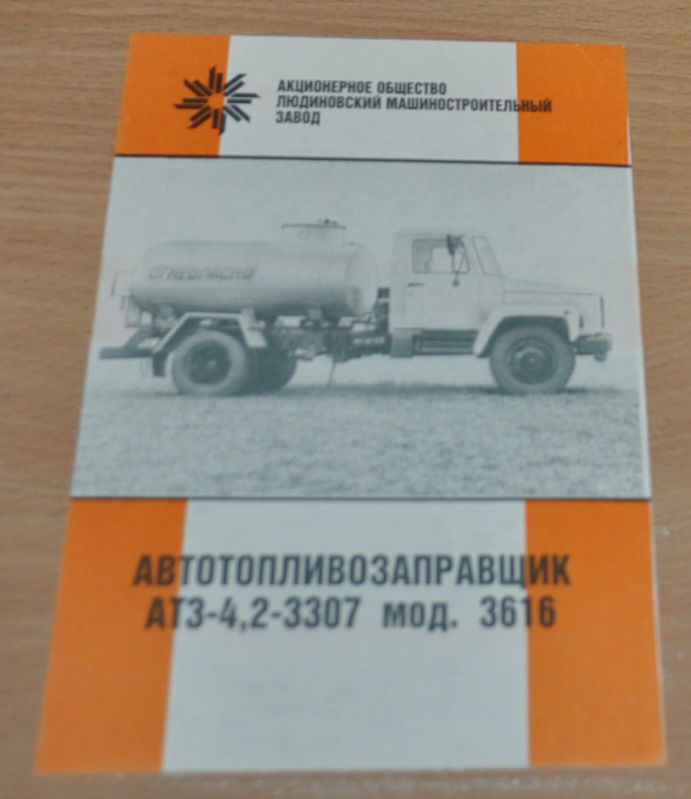 АКЦИОНЕРНОЕ ОБЩЕСТВО
ЛЮДИНОВСКИЙ МАШИНОСТРОИТЕЛЬНЫЙ
ЗАВОД
ОГНЕОПАСНО
АВТОТОПЛИВОЗАПРАВЩИК
АТЗ-4,2-3307 мод. 3616